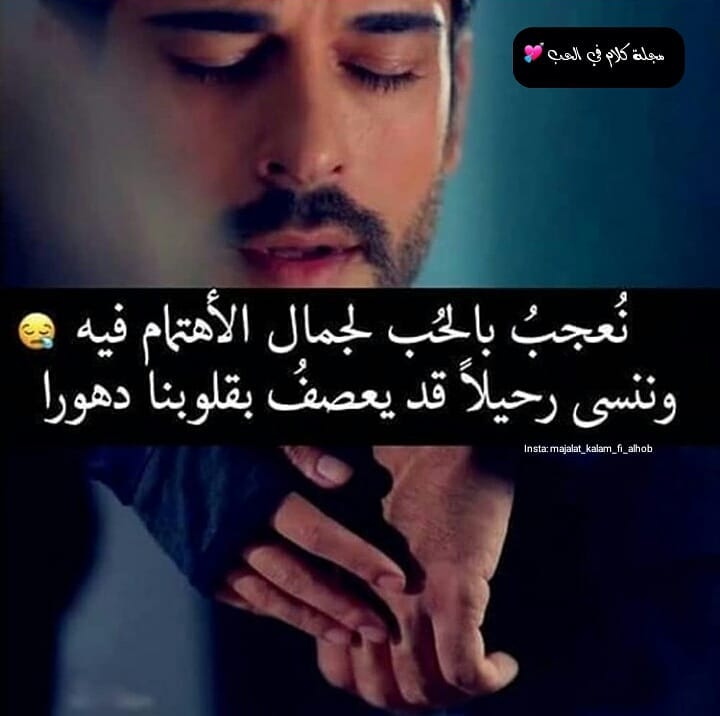 مجلة كلام في الحب 💘
نُعجبُ بالحُب لجمال الأهتمام فيه 😪
وننسى رحيلاً قد يعصفُ بقلوبنا دهورا
Insta: majalat_kalam_fi_alhob